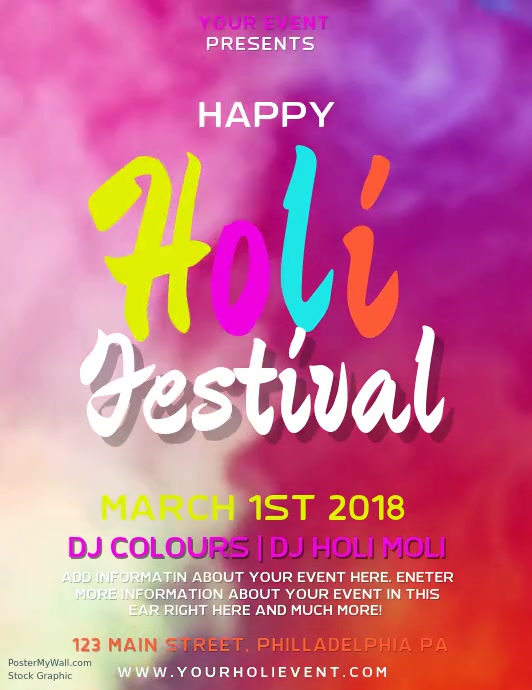 YOUR EVENT
PRESENTS
HAPPY
Holi
Festival
MARCH 1ST 2018
DJ COLOURS | DJ HOLI MOLI
ADD INFORMATIN ABOUT YOUR EVENT HERE. ENETER
MORE INFORMATION ABOUT YOUR EVENT IN THIS
EAR RIGHT HERE AND MUCH MORE!
123 MAIN STREET, PHILLADELPHIA PA
WWW.YOURHOLIEVENT.COM
PosterMyWall.com
Stock Graphic